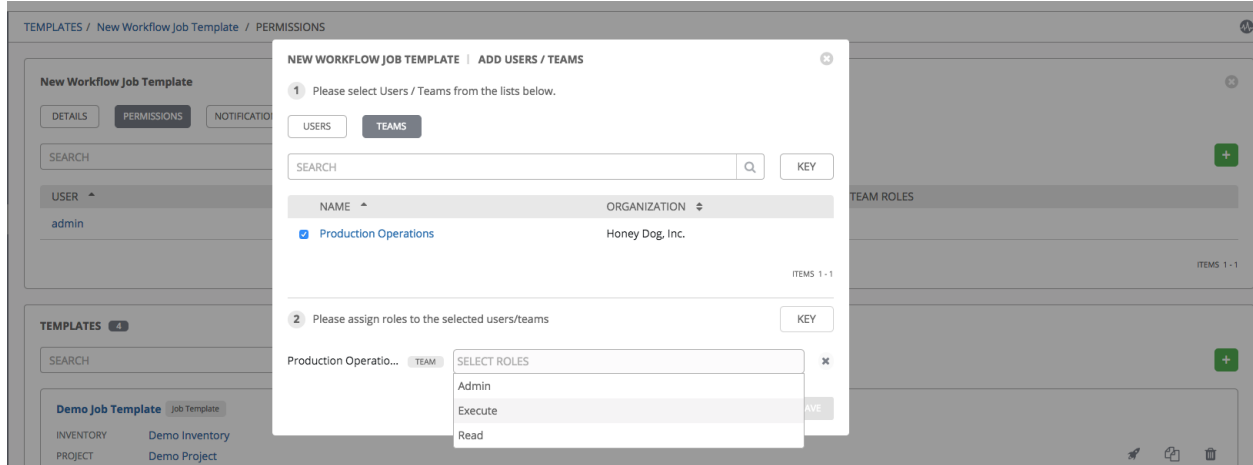 TEMPLATES / New Workflow Job Template / PERMISSIONS
NEW WORKFLOW JOB TEMPLATE | ADD USERS / TEAMS
1 Please select Users / Teams from the lists below.
New Workflow Job Template
DETAILS PERMISSIONS NOTIFICATIO
USERS TEAMS
SEARCH
SEARCH KEY
USER
TEAM ROLES
NAME ORGANIZATION
admin
Production Operations Honey Dog, Inc.
ITEMS 1 - 1
ITEMS 1 - 1
TEMPLATES 4
2 Please assign roles to the selected users/teams KEY
SEARCH
Production Operatio... TEAM SELECT ROLES
Admin
Execute
Read
AVE
Demo Job Template Job Template
INVENTORY Demo Inventory
PROJECT Demo Project